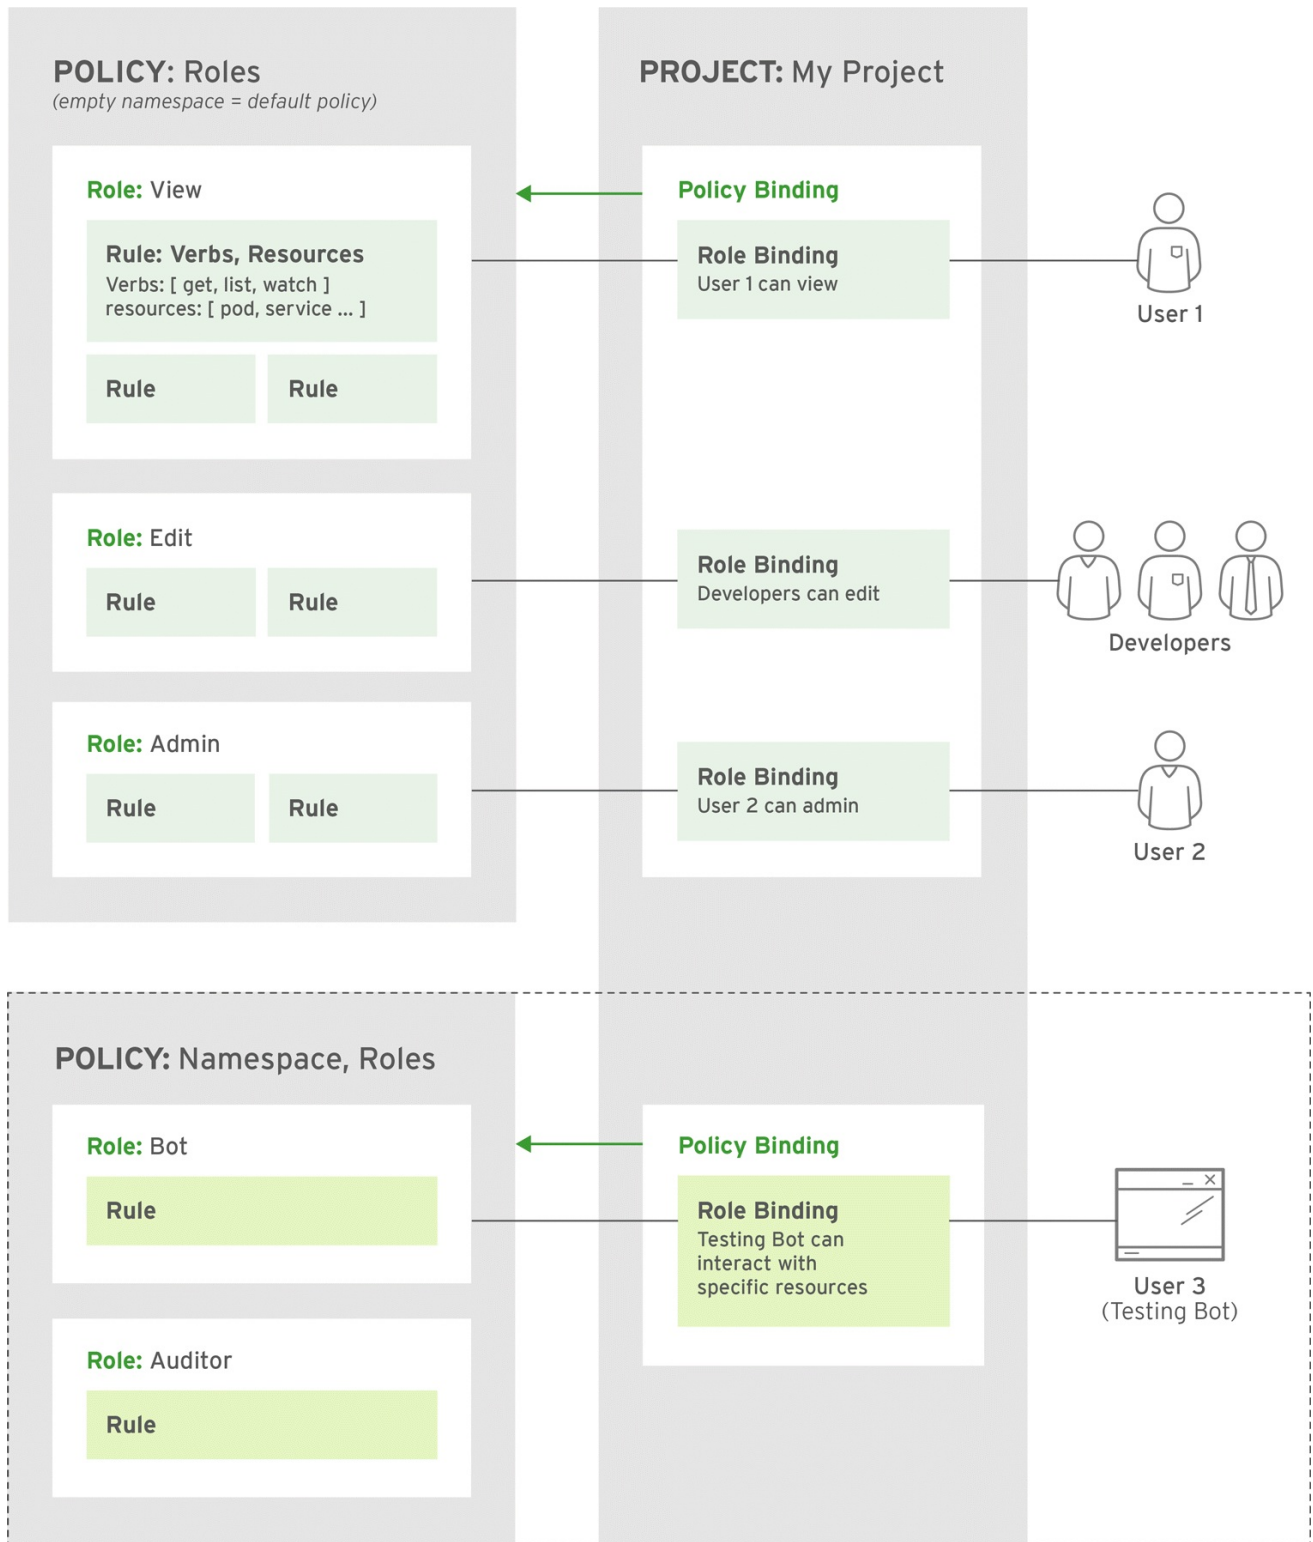 POLICY: Roles
(empty namespace = default policy)
Role: View
Rule: Verbs, Resources
Verbs: [ get, list, watch ]
resources: [ pod, service ... ]
Rule
Rule
Role: Edit
Rule
Rule
Role: Admin
Rule
Rule
PROJECT: My Project
Policy Binding
Role Binding
User 1 can view
Role Binding
Developers can edit
Role Binding
User 2 can admin
User 1
Developers
User 2
POLICY: Namespace, Roles
Role: Bot
Rule
Role: Auditor
Rule
Policy Binding
Role Binding
Testing Bot can
interact with
specific resources
User 3
(Testing Bot)